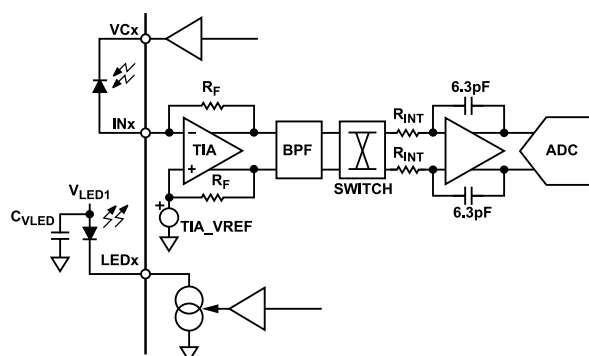 VCx
INx
RF
–
TIA
+
RF
+
TIA_VREF
BPF
SWITCH
RINT
RINT
6.3pF
6.3pF
ADC
VLED1
CVLED
LEDx